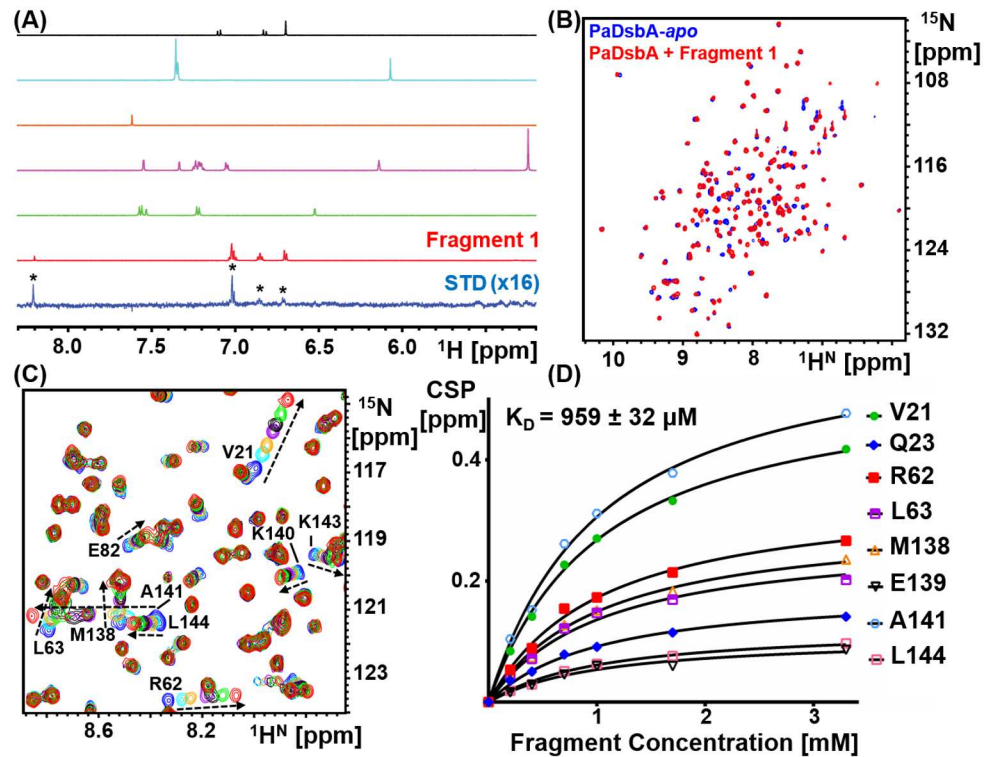 (A)
Fragment 1
STD (x16)
* * * *
8.0 7.5 7.0 6.5 6.0 ¹H [ppm]
(B)
PaDsbA-apo
PaDsbA + Fragment 1
¹⁵N
[ppm]
108
116
124
132
10 9 8 ¹Hᴺ [ppm]
(C)
¹⁵N
[ppm]
117
119
121
123
V21
E82
K143
K140
A141
L144
M138
L63
R62
8.6 8.2 ¹Hᴺ [ppm]
(D)
CSP
[ppm]
K_D = 959 ± 32 µM
0.4
0.2
0 1 2 3
Fragment Concentration [mM]
V21
Q23
R62
L63
M138
E139
A141
L144